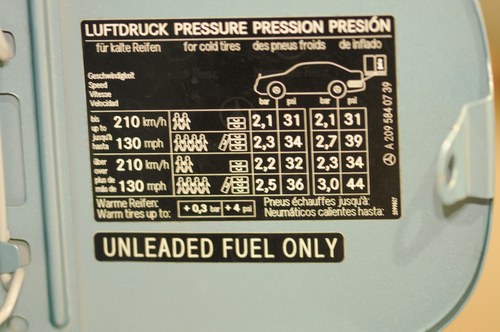 LUFTDRUCK PRESSURE PRESSION PRESIÓN
für kalte Reifen for cold tires des pneus froids de inflado
Geschwindigkeit
Speed
Vitesse
Velocidad
bar psi bar psi
bis
up to
jusqu'à
hasta
210 km/h 2,1 31 2,1 31
130 mph 2,3 34 2,7 39
über
over
plus de
más de
210 km/h 2,2 32 2,3 34
130 mph 2,5 36 3,0 44
Warme Reifen: +0,3 bar +4 psi Pneus échauffés jusqu'à:
Warm tires up to: Neumáticos calientes hasta:
A 209 584 07 39
UNLEADED FUEL ONLY